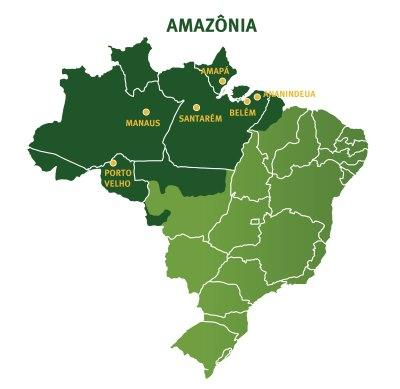 AMAZÔNIA
AMAPÁ
ANANINDEUA
BELÉM
SANTARÉM
MANAUS
PORTO
VELHO